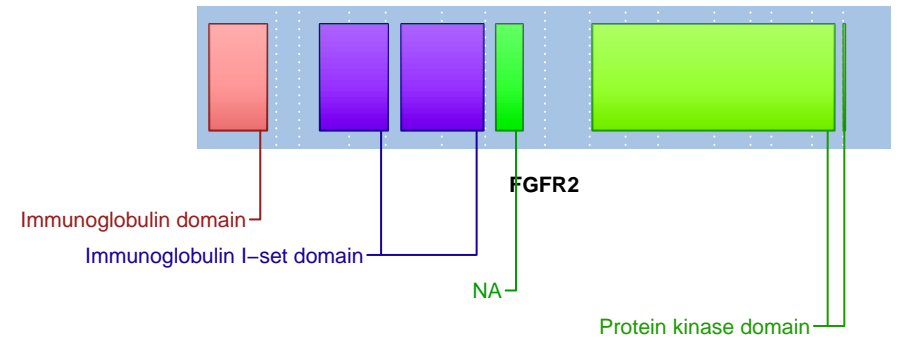 FGFR2
Immunoglobulin domain
Immunoglobulin I−set domain
NA
Protein kinase domain